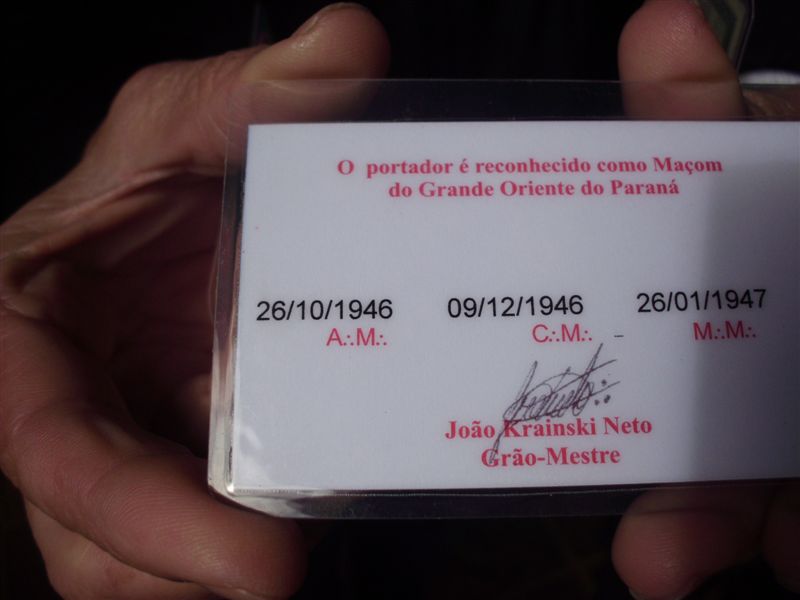 O portador é reconhecido como Maçom
do Grande Oriente do Paraná
26/10/1946 09/12/1946 26/01/1947
A∴M∴ C∴M∴ M∴M∴
João Krainski Neto
Grão-Mestre